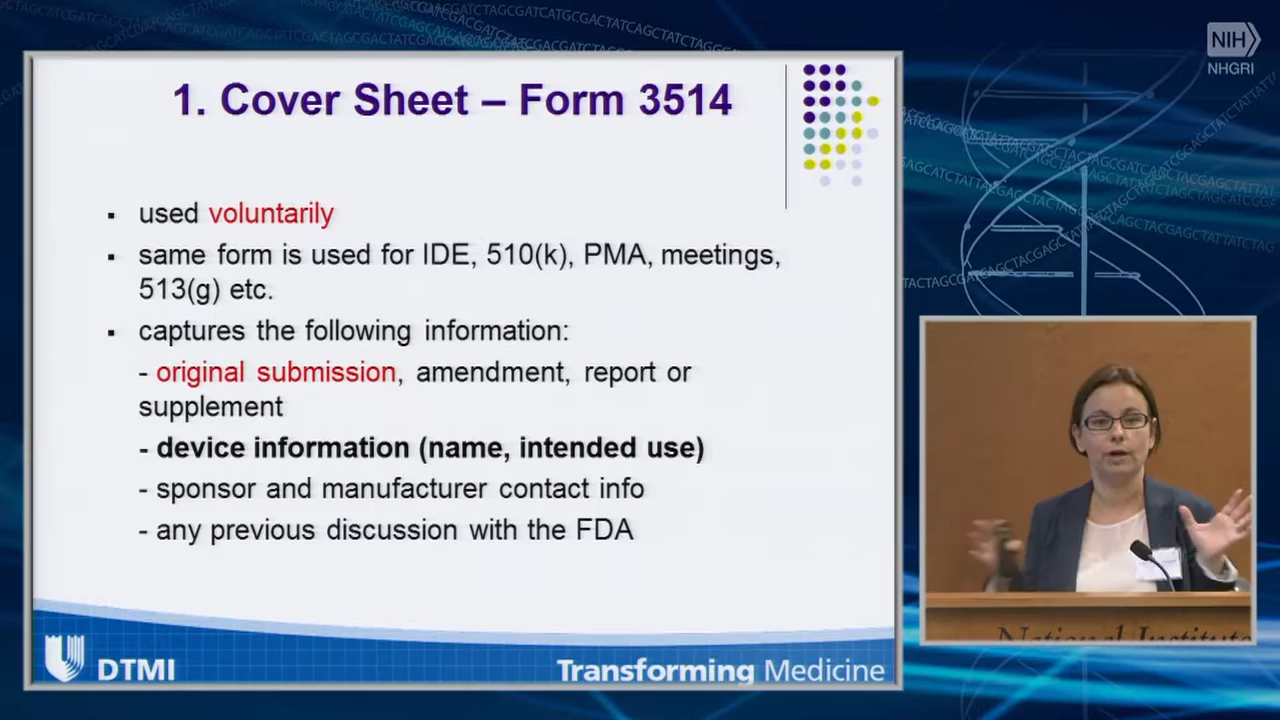 NIH
NHGRI
1. Cover Sheet – Form 3514
▪ used voluntarily
▪ same form is used for IDE, 510(k), PMA, meetings,
513(g) etc.
▪ captures the following information:
- original submission, amendment, report or
supplement
- device information (name, intended use)
- sponsor and manufacturer contact info
- any previous discussion with the FDA
DTMI
Transforming Medicine
National Institute